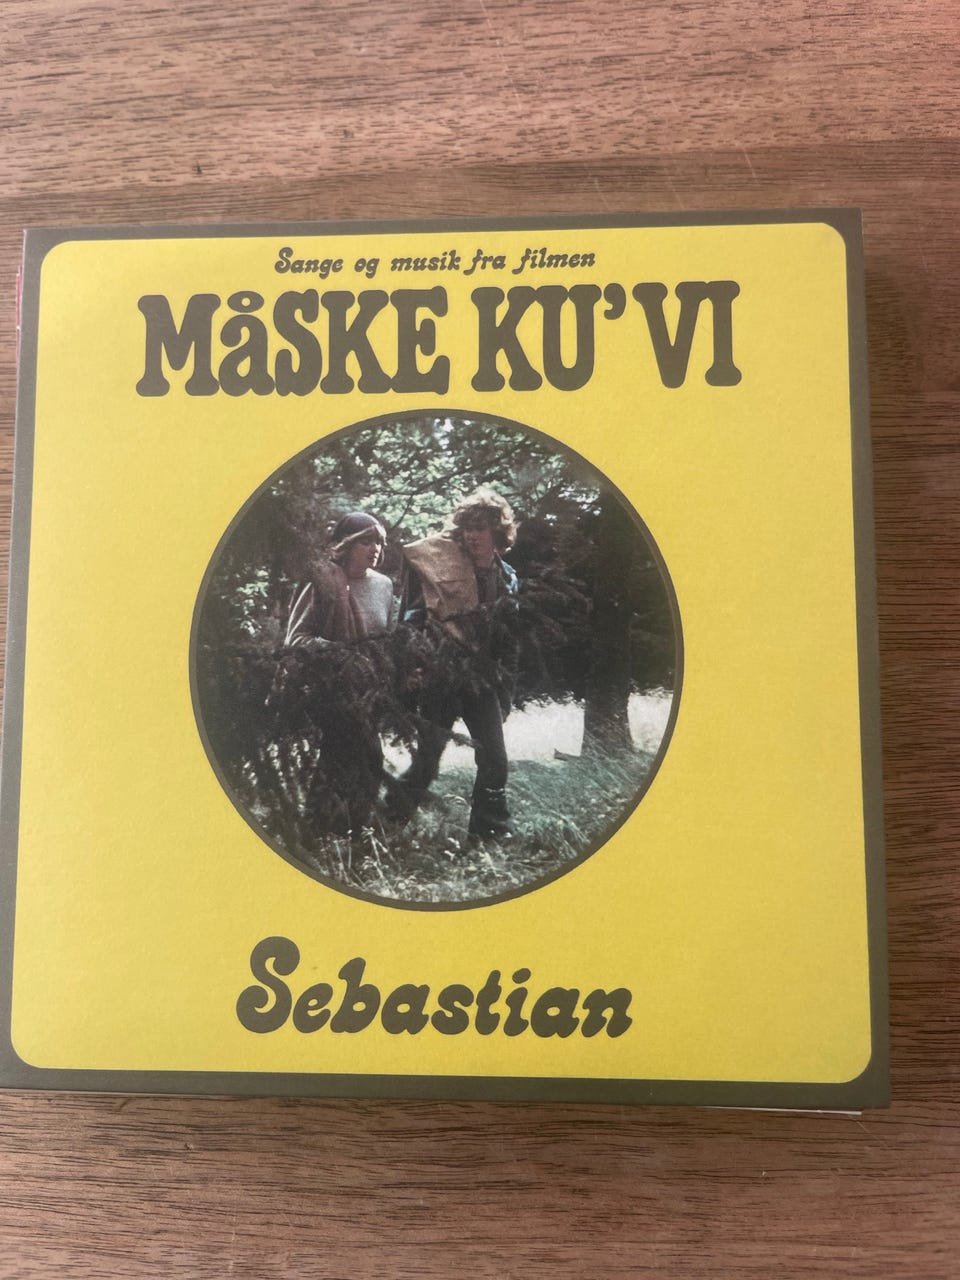 Sange og musik fra filmen
MåSKE KU' VI
Sebastian